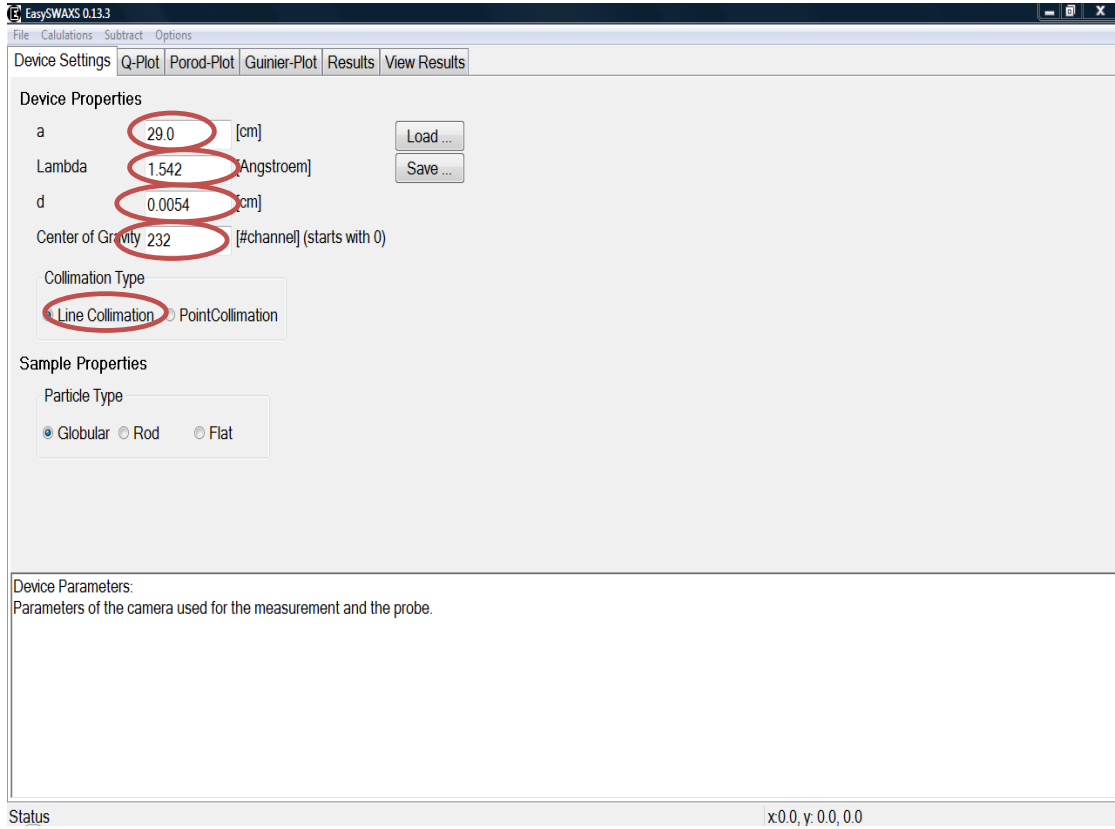 EasySWAXS 0.13.3
File Calulations Subtract Options
Device Settings Q-Plot Porod-Plot Guinier-Plot Results View Results
Device Properties
a 29.0 [cm] Load ...
Lambda 1.542 [Angstroem] Save ...
d 0.0054 [cm]
Center of Gravity 232 [#channel] (starts with 0)
Collimation Type
Line Collimation PointCollimation
Sample Properties
Particle Type
Globular Rod Flat
Device Parameters:
Parameters of the camera used for the measurement and the probe.
Status x:0.0, y: 0.0, 0.0